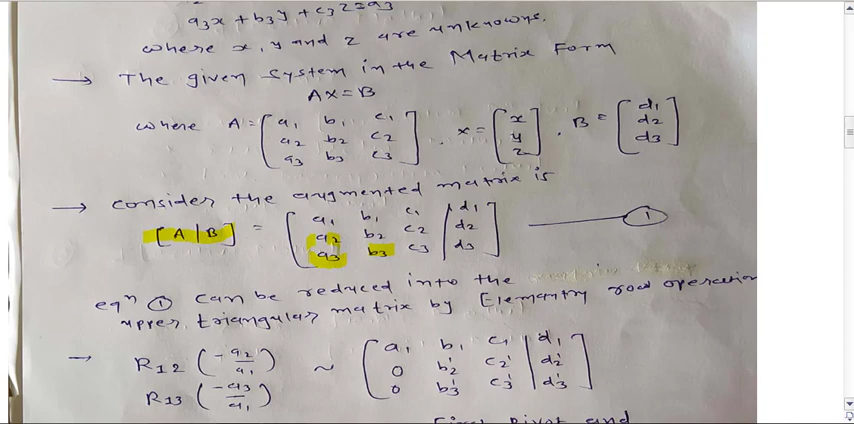 a3x + b3y + c3z = d3
where x, y and z are unknowns.
→ The given system in the Matrix Form
AX = B
where A = [ a1 b1 c1 ] . x = [ x ] . B = [ d1 ]
a2 b2 c2 y d2
a3 b3 c3 z d3
→ consider the augmented matrix is
[A|B] = [ a1 b1 c1 | d1 ] ——— ①
a2 b2 c2 | d2
a3 b3 c3 | d3
eqn ① can be reduced into the
upper triangular matrix by Elemantry row operation
→ R12 (-a2/a1) ~ [ a1 b1 c1 | d1 ]
0 b2' c2' | d2'
R13 (-a3/a1) 0 b3' c3' | d3'
First Pivot and